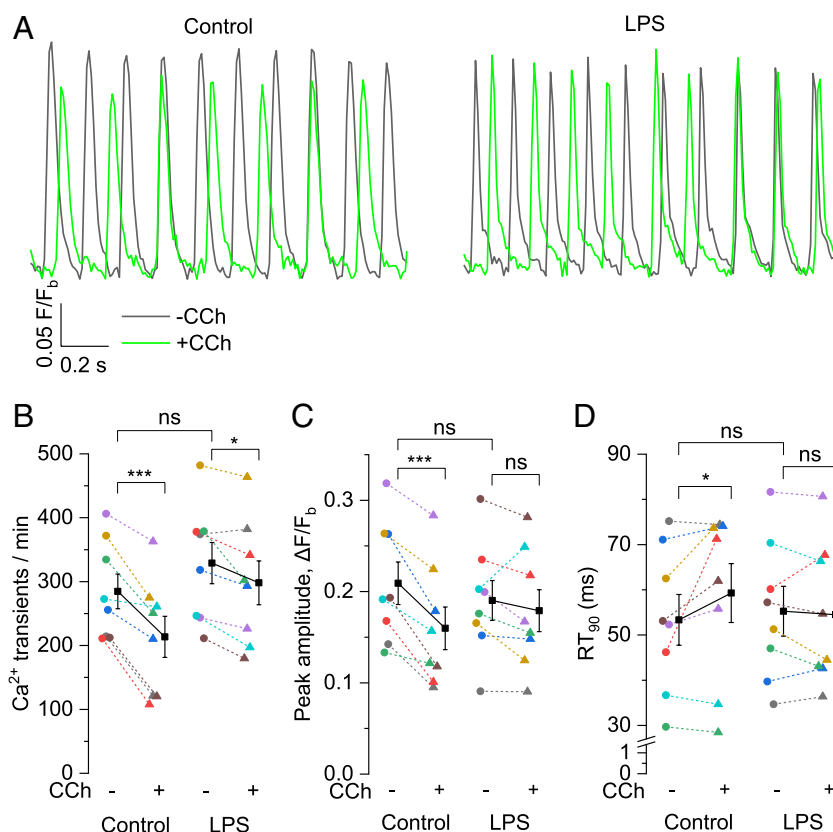 A
Control
LPS
0.05 F/Fb
0.2 s
-CCh
+CCh
B
ns
***
*
Ca2+ transients / min
500
400
300
200
100
0
CCh - + - +
Control LPS
C
ns
***
ns
Peak amplitude, ΔF/Fb
0.3
0.2
0.1
0.0
CCh - + - +
Control LPS
D
ns
*
ns
RT90 (ms)
90
70
50
30
1
0
CCh - + - +
Control LPS